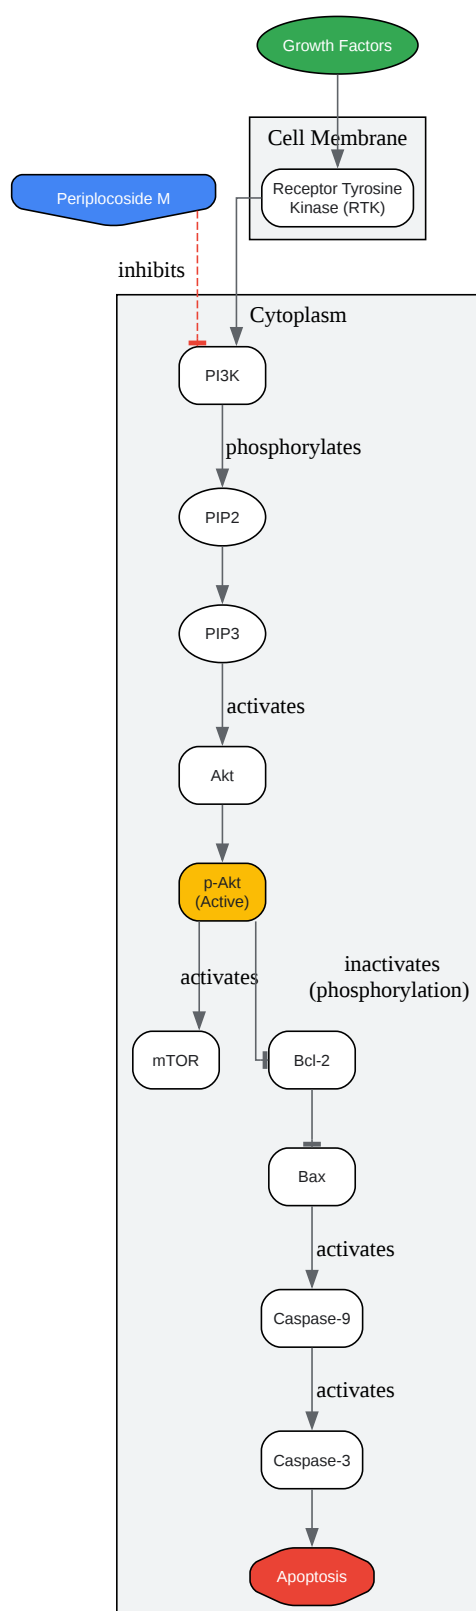 Growth Factors
Cell Membrane
Receptor Tyrosine
Kinase (RTK)
Periplocoside M
inhibits
Cytoplasm
PI3K
phosphorylates
PIP2
PIP3
activates
Akt
p-Akt
(Active)
activates
inactivates
(phosphorylation)
mTOR
Bcl-2
Bax
activates
Caspase-9
activates
Caspase-3
Apoptosis